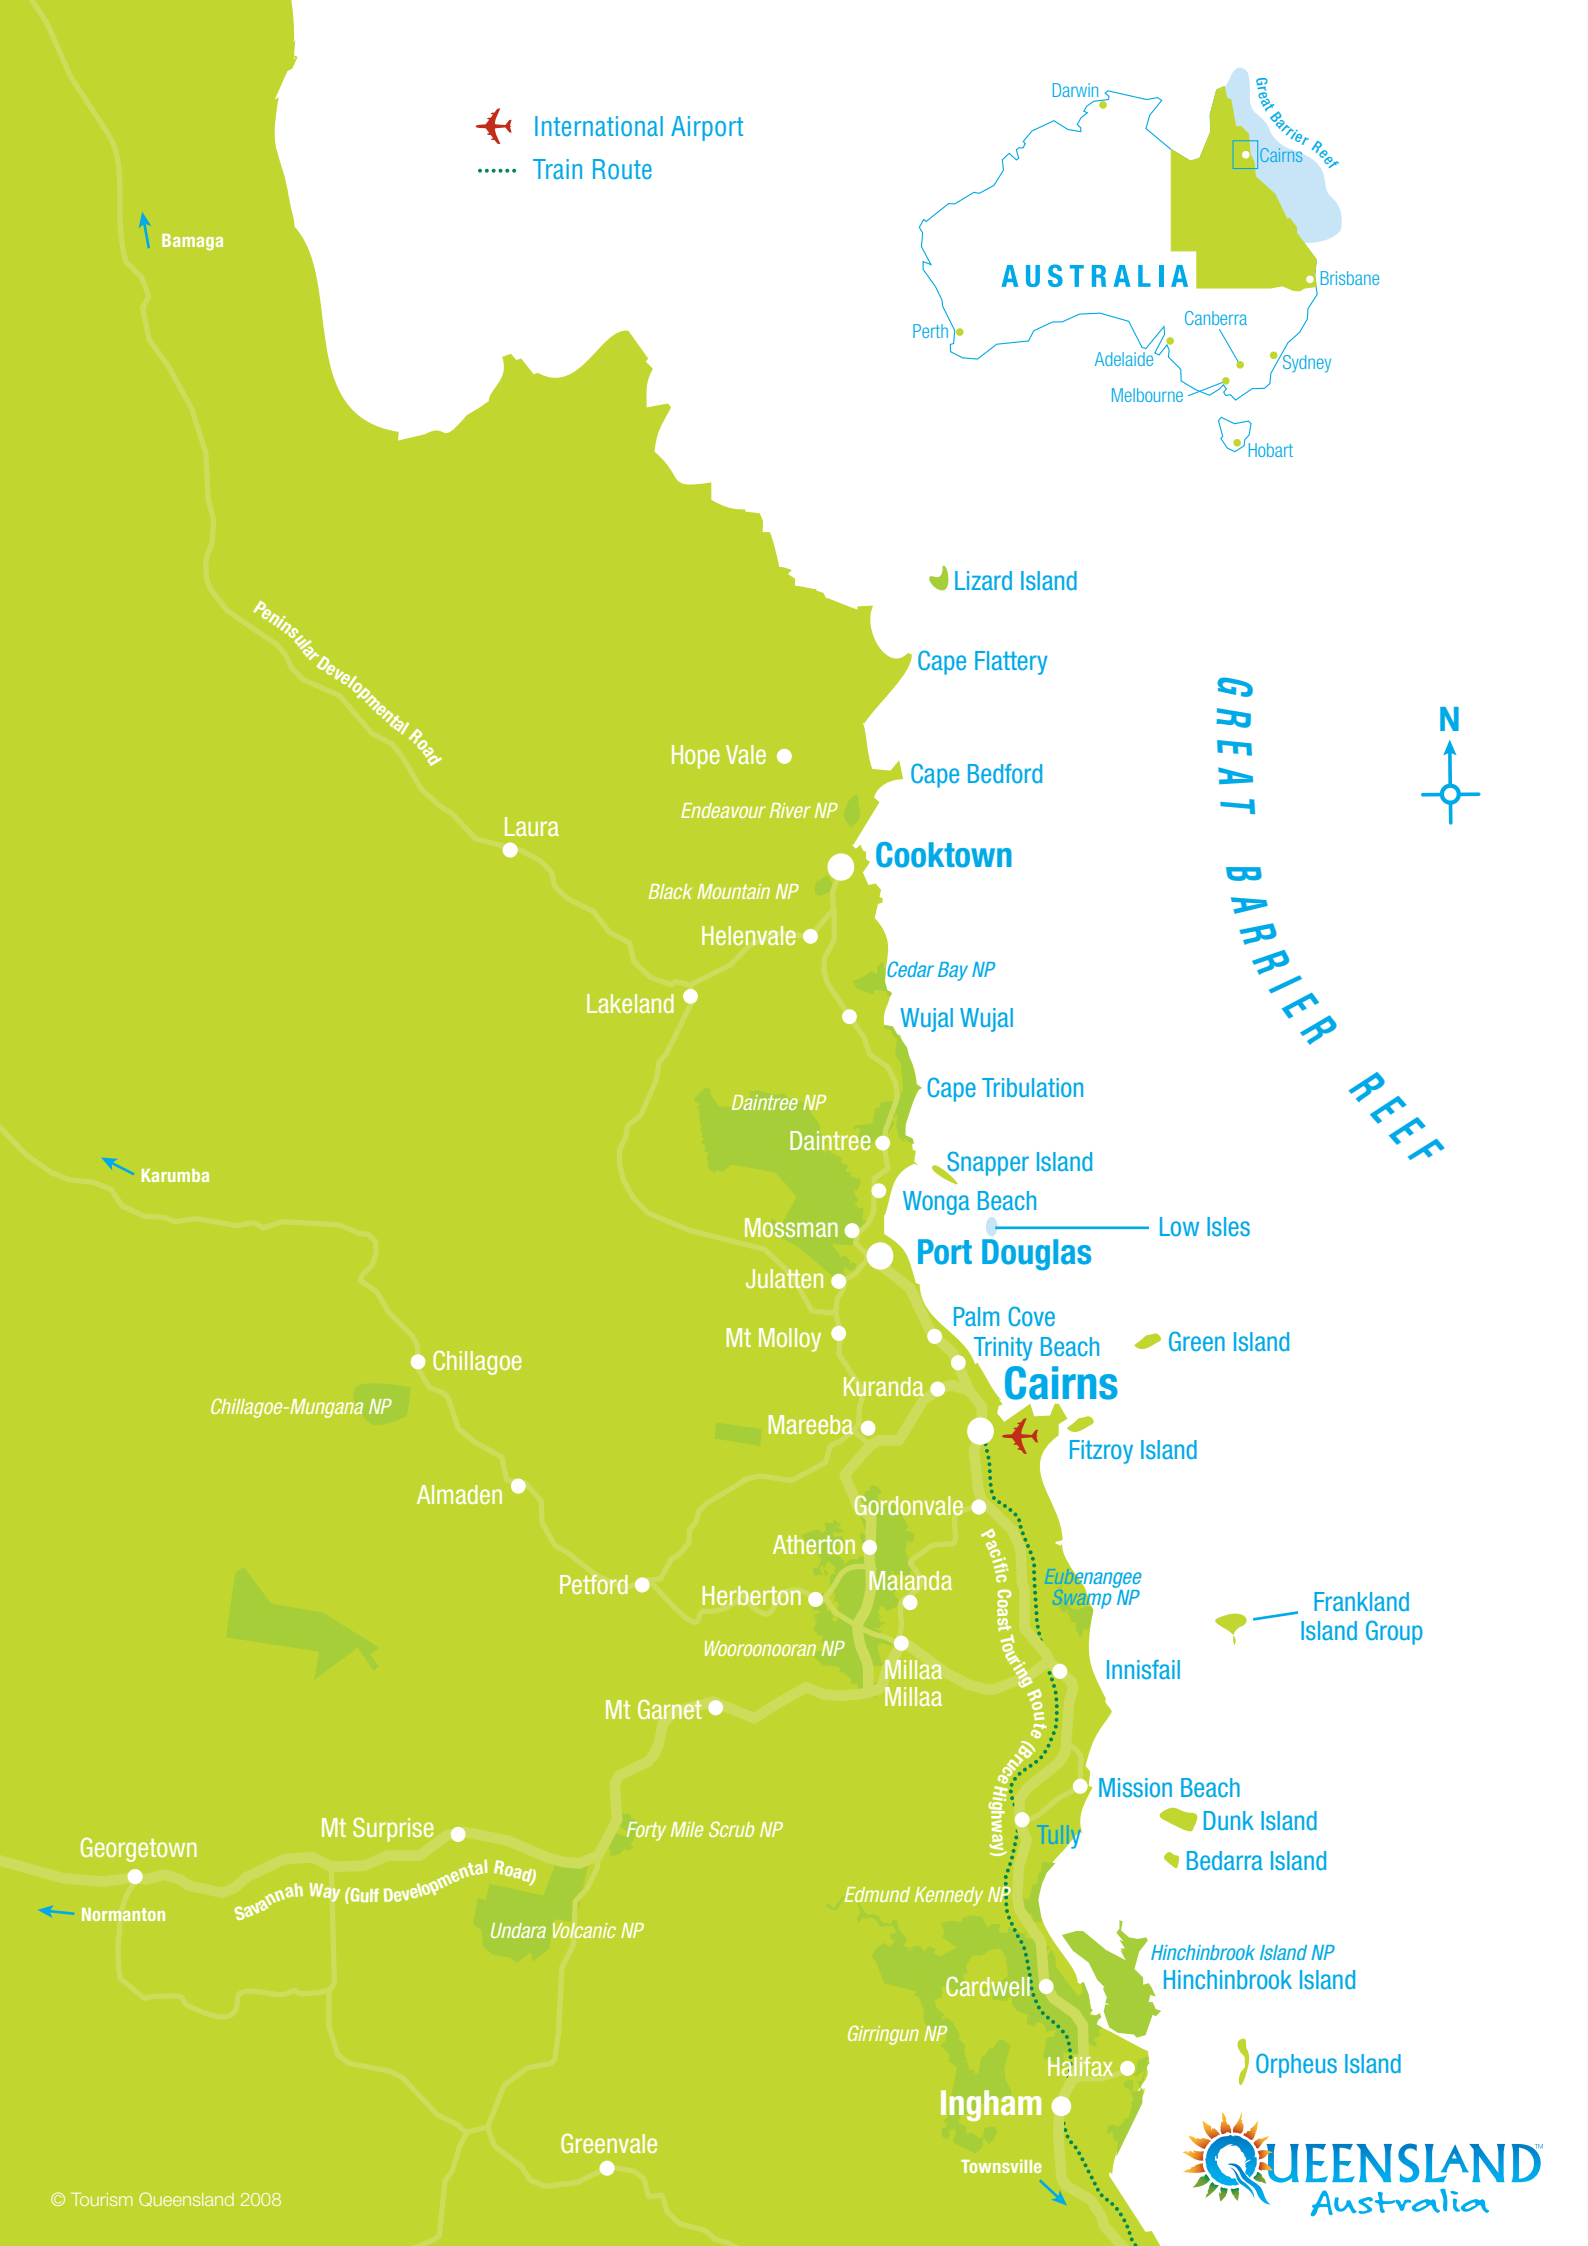 International Airport
Train Route
Darwin
Great Barrier Reef
Cairns
AUSTRALIA
Brisbane
Perth
Canberra
Adelaide
Sydney
Melbourne
Hobart
Bamaga
Lizard Island
Peninsular Developmental Road
Cape Flattery
GREAT BARRIER REEF
N
Hope Vale
Cape Bedford
Endeavour River NP
Laura
Cooktown
Black Mountain NP
Helenvale
Cedar Bay NP
Lakeland
Wujal Wujal
Cape Tribulation
Daintree NP
Daintree
Snapper Island
Karumba
Wonga Beach
Mossman
Low Isles
Port Douglas
Julatten
Palm Cove
Mt Molloy
Trinity Beach
Green Island
Chillagoe
Cairns
Kuranda
Chillagoe-Mungana NP
Mareeba
Fitzroy Island
Almaden
Gordonvale
Pacific Coast Touring Route (Bruce Highway)
Atherton
Eubenangee
Swamp NP
Petford
Malanda
Herberton
Frankland
Island Group
Wooroonooran NP
Millaa
Millaa
Innisfail
Mt Garnet
Mission Beach
Dunk Island
Mt Surprise
Forty Mile Scrub NP
Tully
Georgetown
Bedarra Island
Savannah Way (Gulf Developmental Road)
Edmund Kennedy NP
Normanton
Undara Volcanic NP
Hinchinbrook Island NP
Hinchinbrook Island
Cardwell
Girringun NP
Halifax
Orpheus Island
Ingham
Greenvale
Townsville
QUEENSLAND™
Australia
© Tourism Queensland 2008